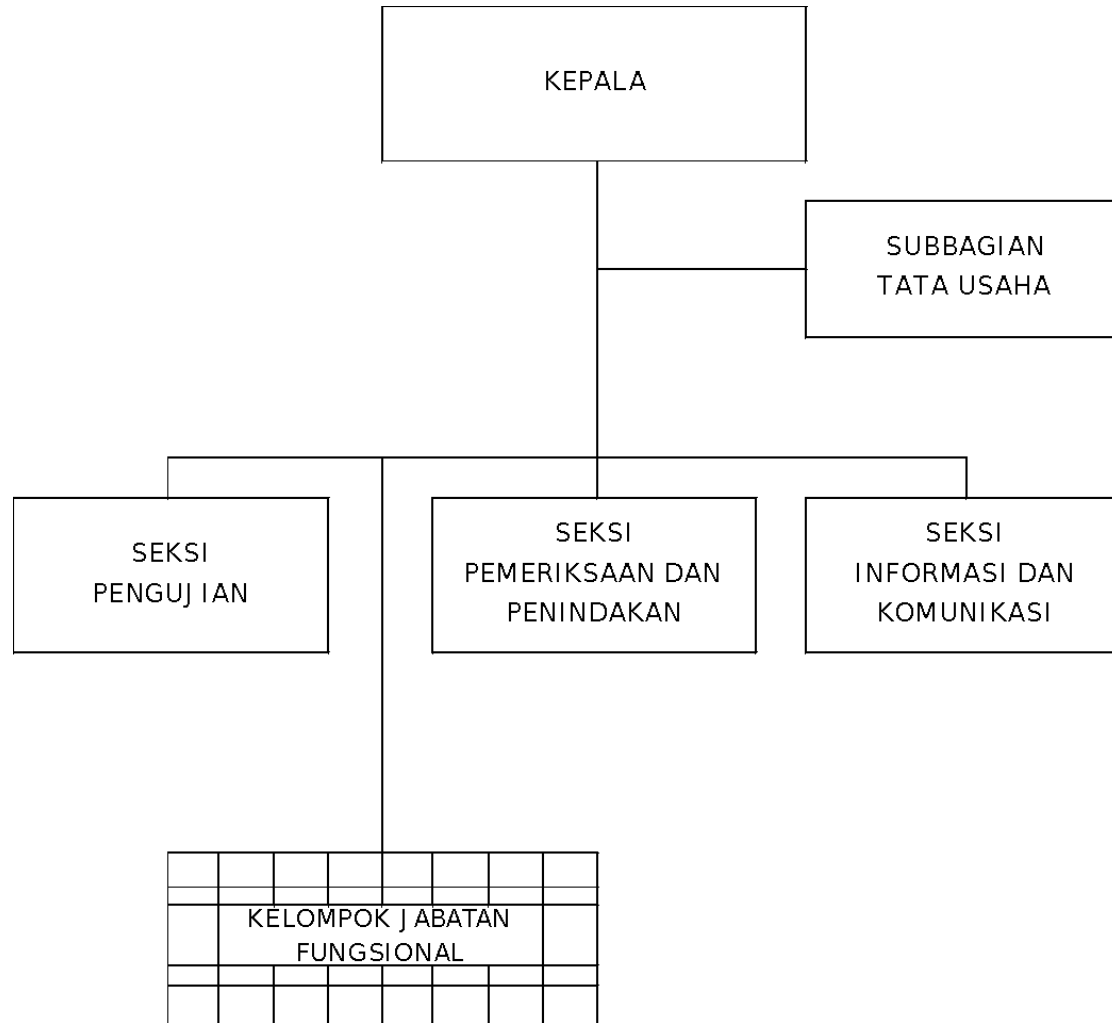 KEPALA
SUBBAGIAN
TATA USAHA
SEKSI
PENGUJIAN
SEKSI
PEMERIKSAAN DAN
PENINDAKAN
SEKSI
INFORMASI DAN
KOMUNIKASI
KELOMPOK JABATAN
FUNGSIONAL